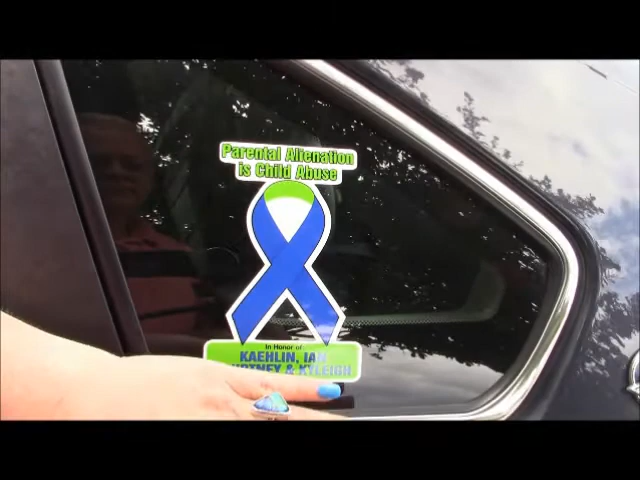 Parental Alienation
is Child Abuse
In Honor of:
KAEHLIN, IAN
& KYLEIGH